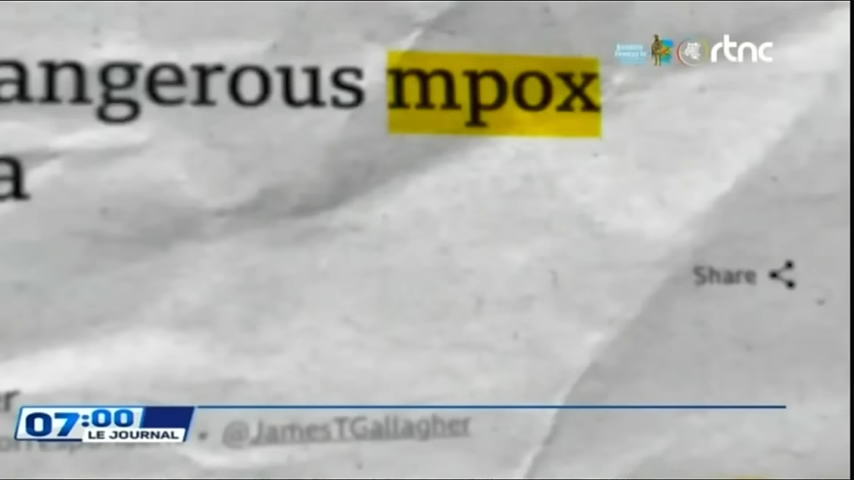 rtnc
angerous mpox
a
Share
r
07:00
LE JOURNAL
@JamesTGallagher